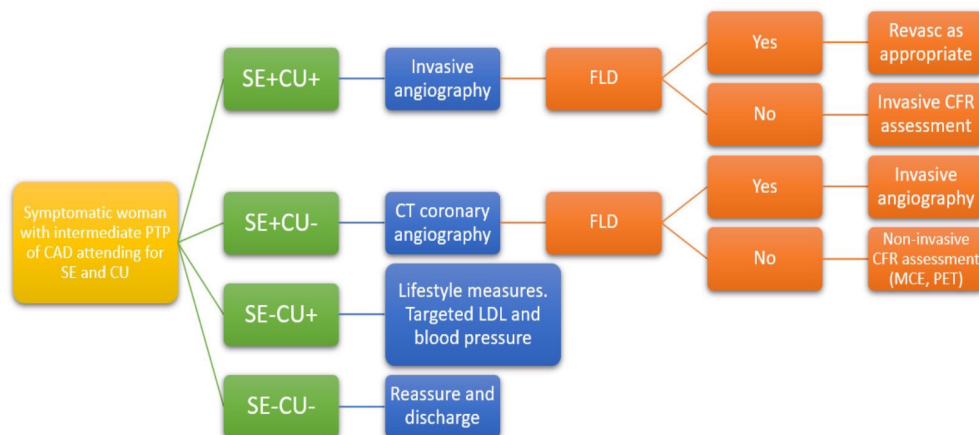 Symptomatic woman
with intermediate PTP
of CAD attending for
SE and CU
SE+CU+
Invasive
angiography
FLD
Yes
Revasc as
appropriate
No
Invasive CFR
assessment
SE+CU-
CT coronary
angiography
FLD
Yes
Invasive
angiography
No
Non-invasive
CFR assessment
(MCE, PET)
SE-CU+
Lifestyle measures.
Targeted LDL and
blood pressure
SE-CU-
Reassure and
discharge